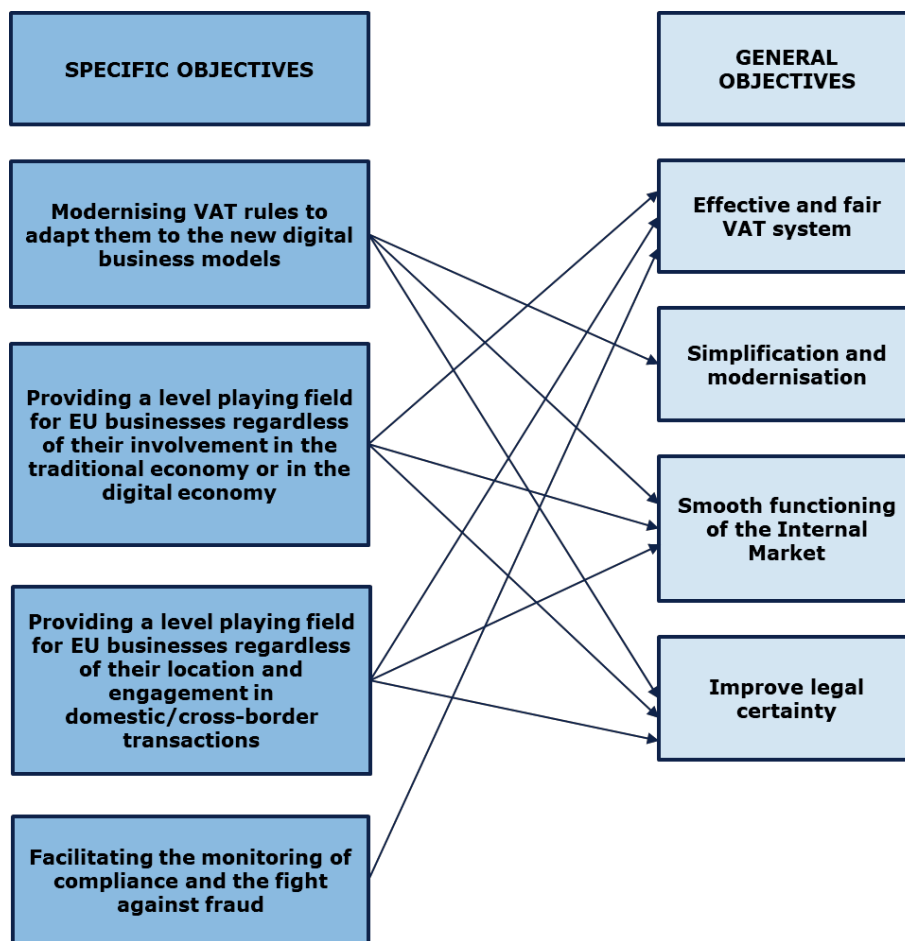 SPECIFIC OBJECTIVES
GENERAL
OBJECTIVES
Modernising VAT rules to
adapt them to the new digital
business models
Effective and fair
VAT system
Providing a level playing field
for EU businesses regardless
of their involvement in the
traditional economy or in the
digital economy
Simplification and
modernisation
Smooth functioning
of the Internal
Market
Providing a level playing field
for EU businesses regardless
of their location and
engagement in
domestic/cross-border
transactions
Improve legal
certainty
Facilitating the monitoring of
compliance and the fight
against fraud